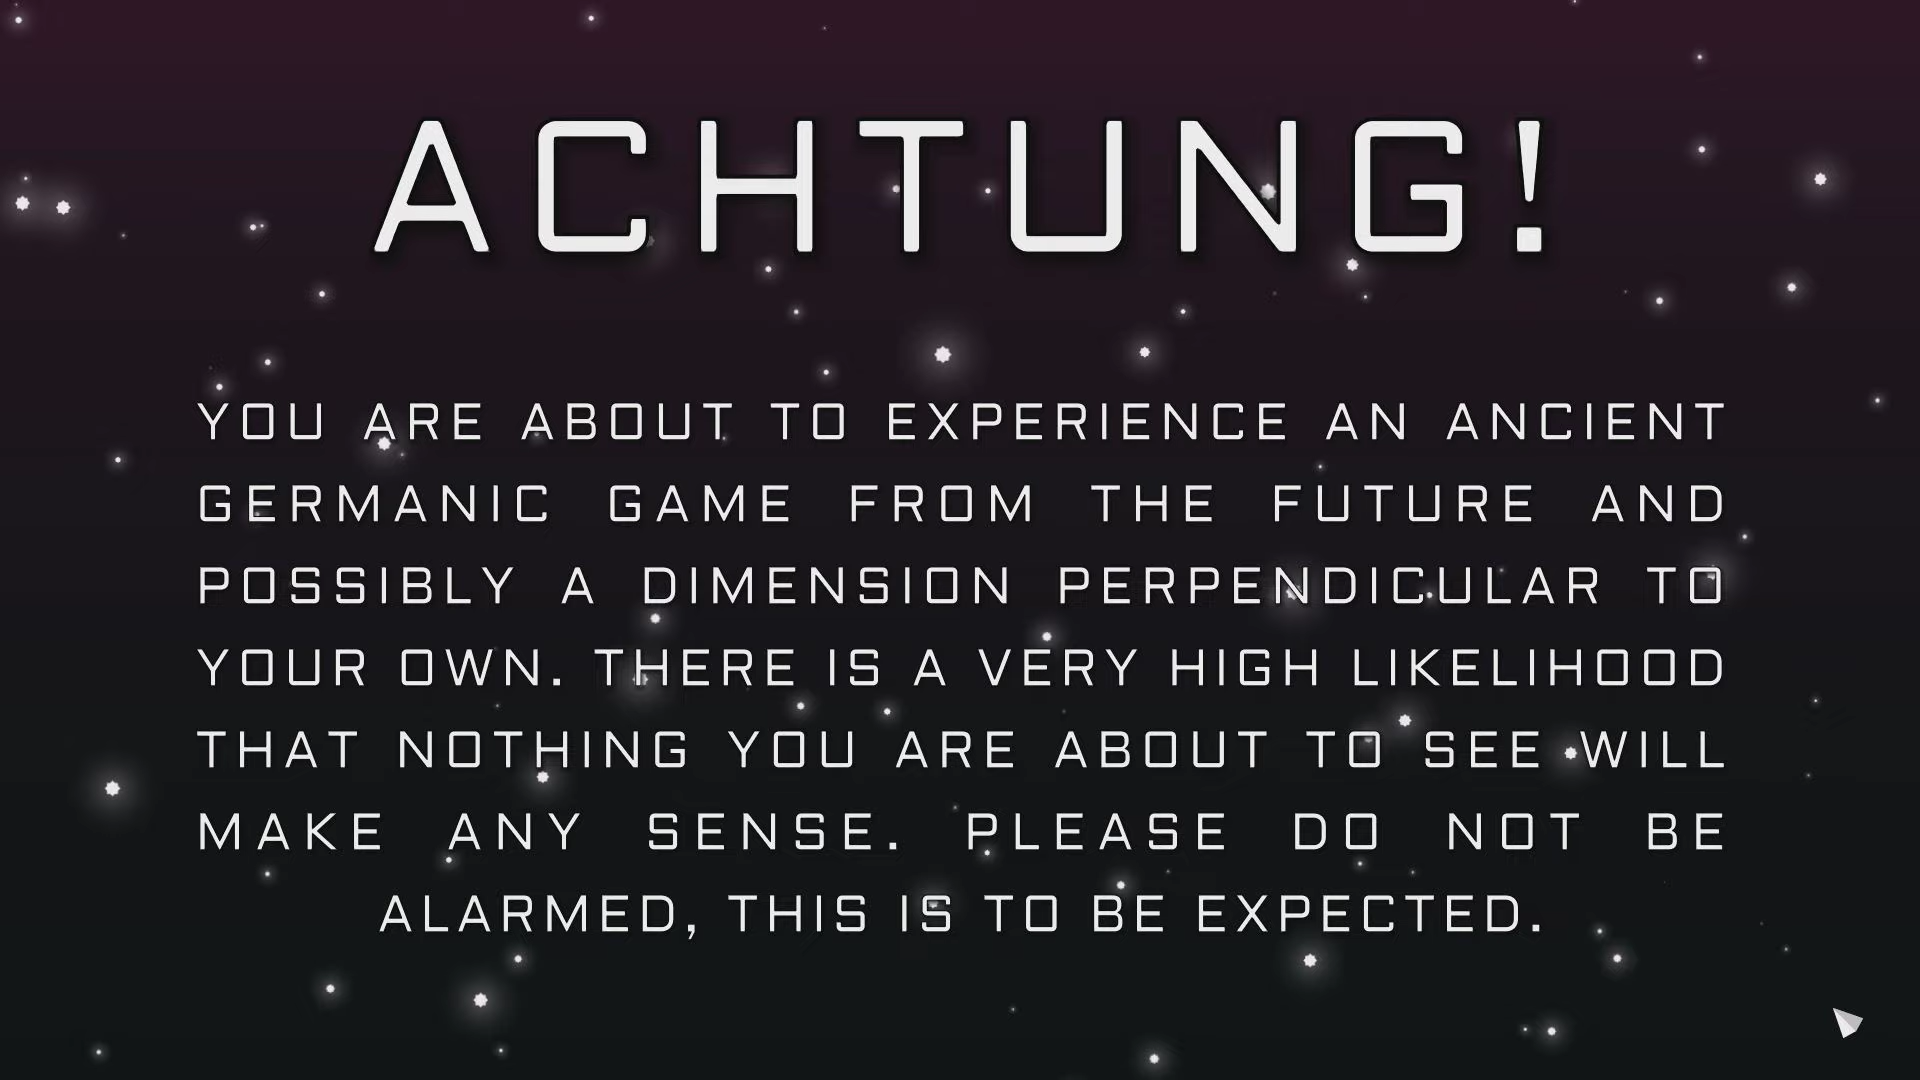 ACHTUNG!
YOU ARE ABOUT TO EXPERIENCE AN ANCIENT
GERMANIC GAME FROM THE FUTURE AND
POSSIBLY A DIMENSION PERPENDICULAR TO
YOUR OWN. THERE IS A VERY HIGH LIKELIHOOD
THAT NOTHING YOU ARE ABOUT TO SEE WILL
MAKE ANY SENSE. PLEASE DO NOT BE
ALARMED, THIS IS TO BE EXPECTED.